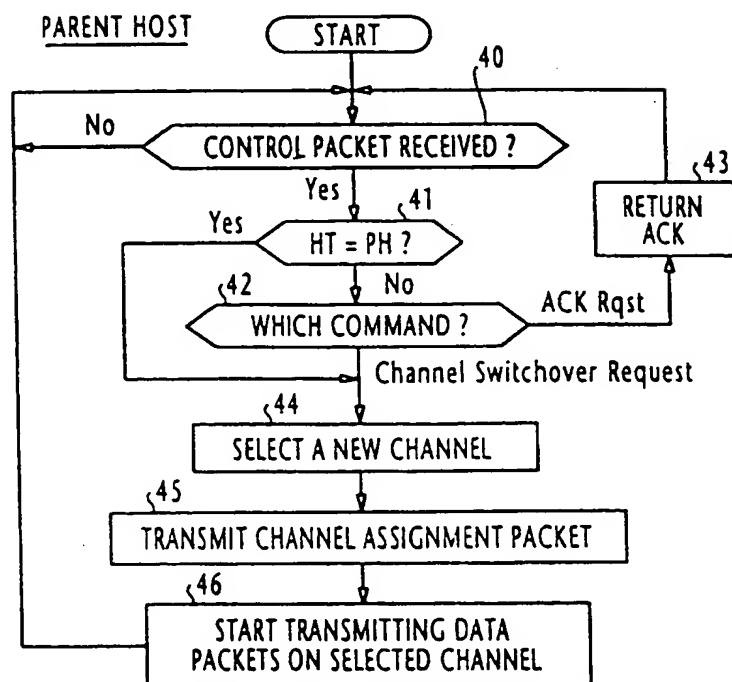 PARENT HOST
START
40
No
CONTROL PACKET RECEIVED ?
43
Yes
41
RETURN
ACK
Yes
HT = PH ?
42
No
ACK Rqst
WHICH COMMAND ?
Channel Switchover Request
44
SELECT A NEW CHANNEL
45
TRANSMIT CHANNEL ASSIGNMENT PACKET
46
START TRANSMITTING DATA
PACKETS ON SELECTED CHANNEL